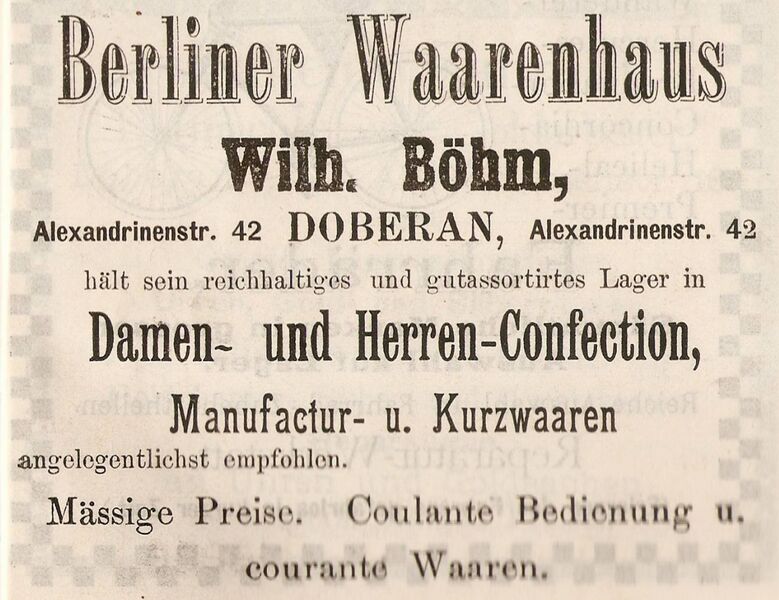 Berliner Waarenhaus
Wilh. Böhm,
Alexandrinenstr. 42 DOBERAN, Alexandrinenstr. 42
hält sein reichhaltiges und gutassortirtes Lager in
Damen- und Herren-Confection,
Manufactur- u. Kurzwaaren
angelegentlichst empfohlen.
Mässige Preise. Coulante Bedienung u.
courante Waaren.